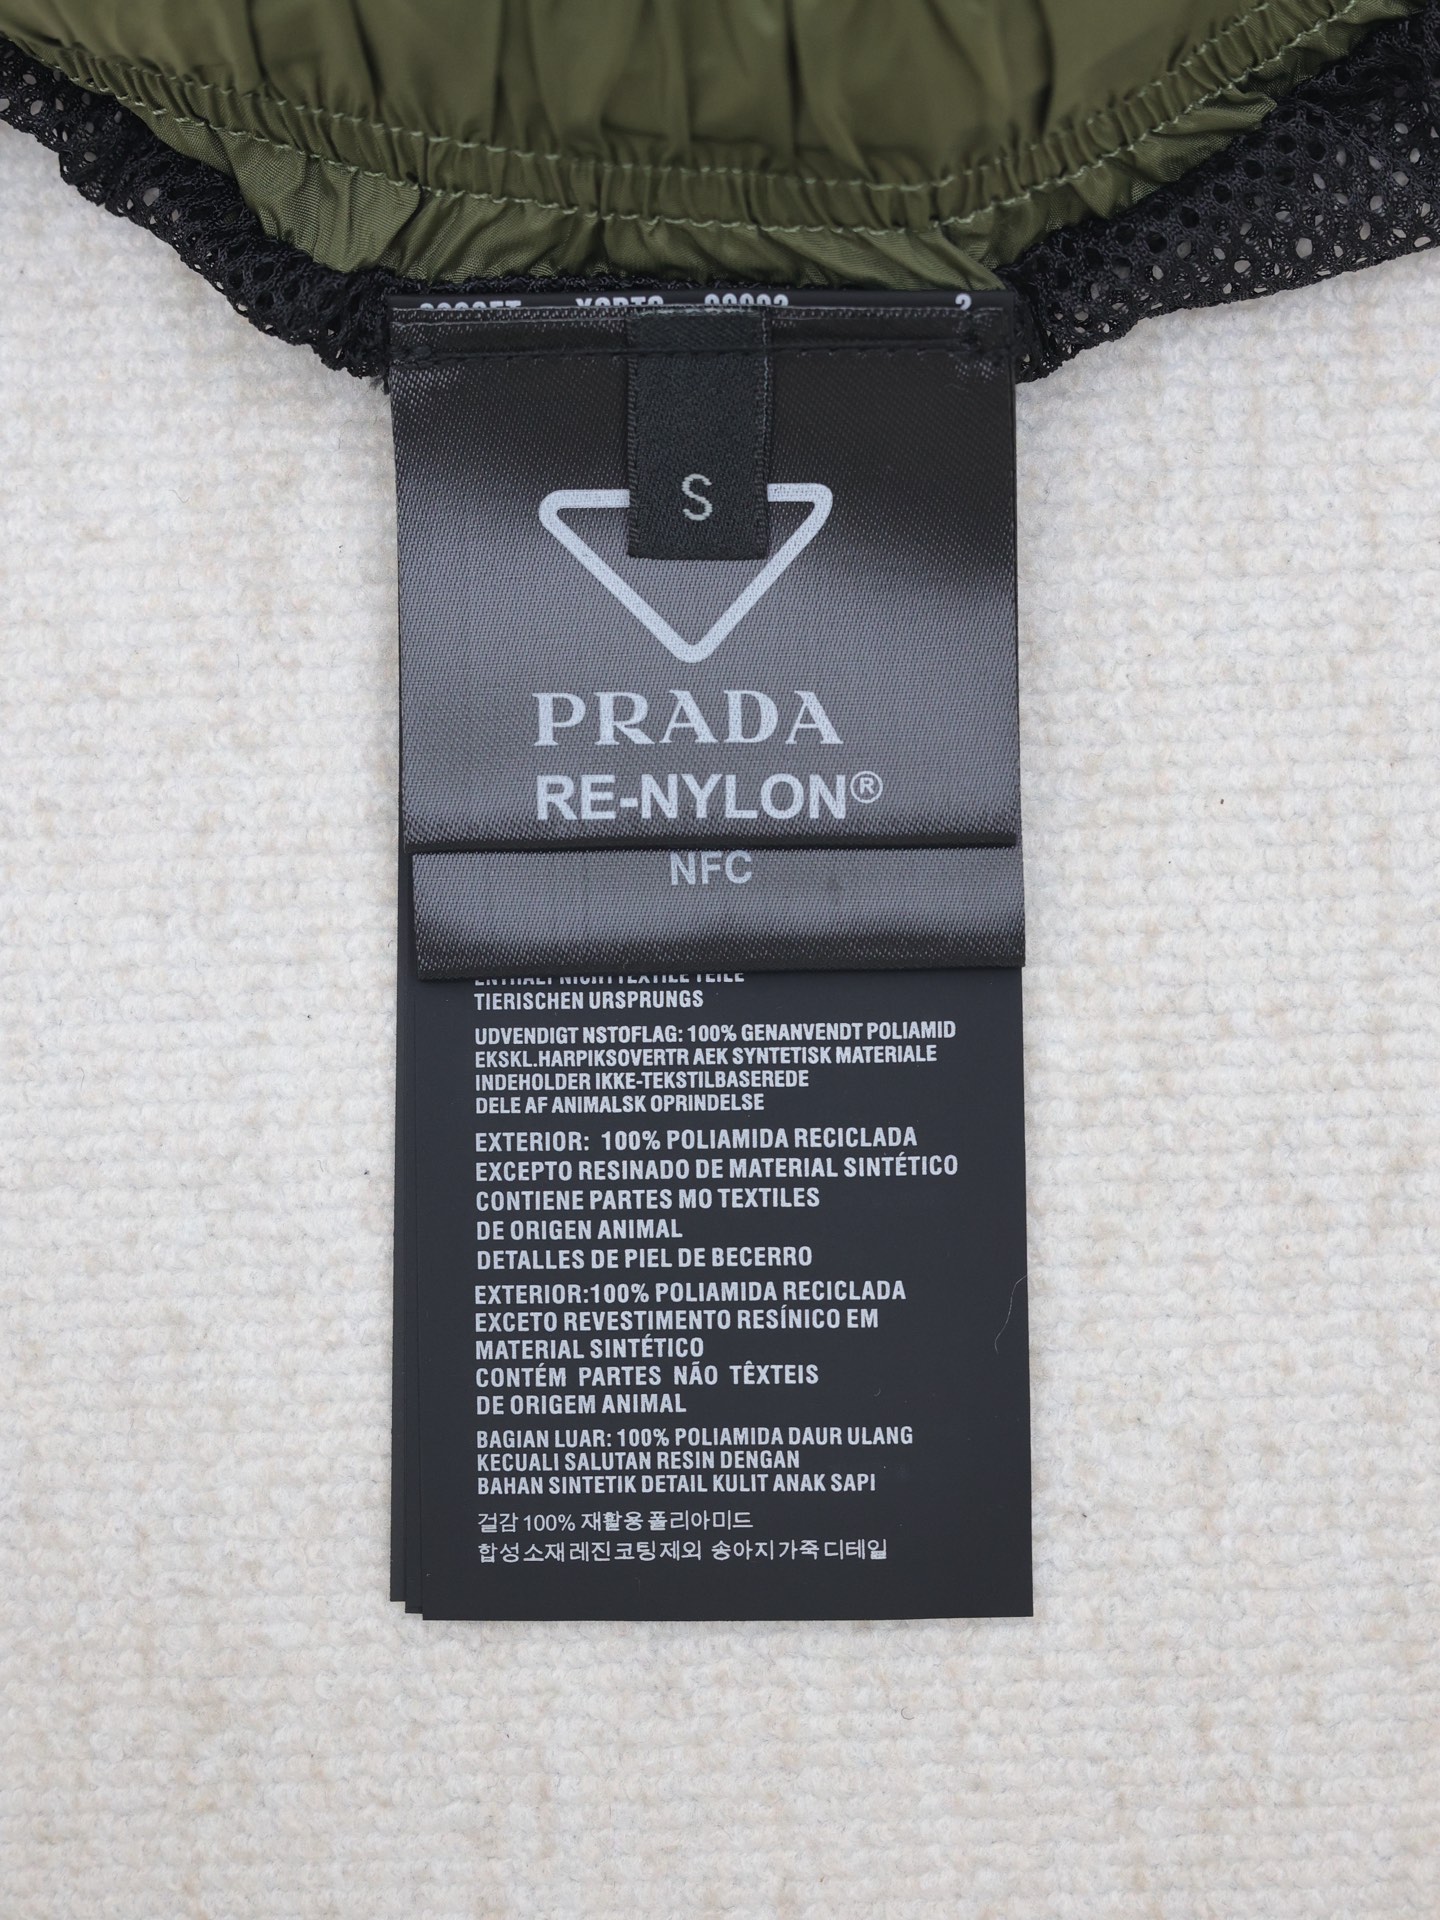 S
PRADA
RE-NYLON®
NFC
ENTHÄLT NICHTTEXTILE TEILE
TIERISCHEN URSPRUNGS
UDVENDIGT NSTOFLAG: 100% GENANVENDT POLIAMID
EKSKL.HARPIKSOVERTR AEK SYNTETISK MATERIALE
INDEHOLDER IKKE-TEKSTILBASEREDE
DELE AF ANIMALSK OPRINDELSE
EXTERIOR: 100% POLIAMIDA RECICLADA
EXCEPTO RESINADO DE MATERIAL SINTÉTICO
CONTIENE PARTES MO TEXTILES
DE ORIGEN ANIMAL
DETALLES DE PIEL DE BECERRO
EXTERIOR:100% POLIAMIDA RECICLADA
EXCETO REVESTIMENTO RESÍNICO EM
MATERIAL SINTÉTICO
CONTÉM PARTES NÃO TÊXTEIS
DE ORIGEM ANIMAL
BAGIAN LUAR: 100% POLIAMIDA DAUR ULANG
KECUALI SALUTAN RESIN DENGAN
BAHAN SINTETIK DETAIL KULIT ANAK SAPI
걸감 100% 재활용 폴리아미드
합성소재 레진코팅제외 송아지가죽 디테일